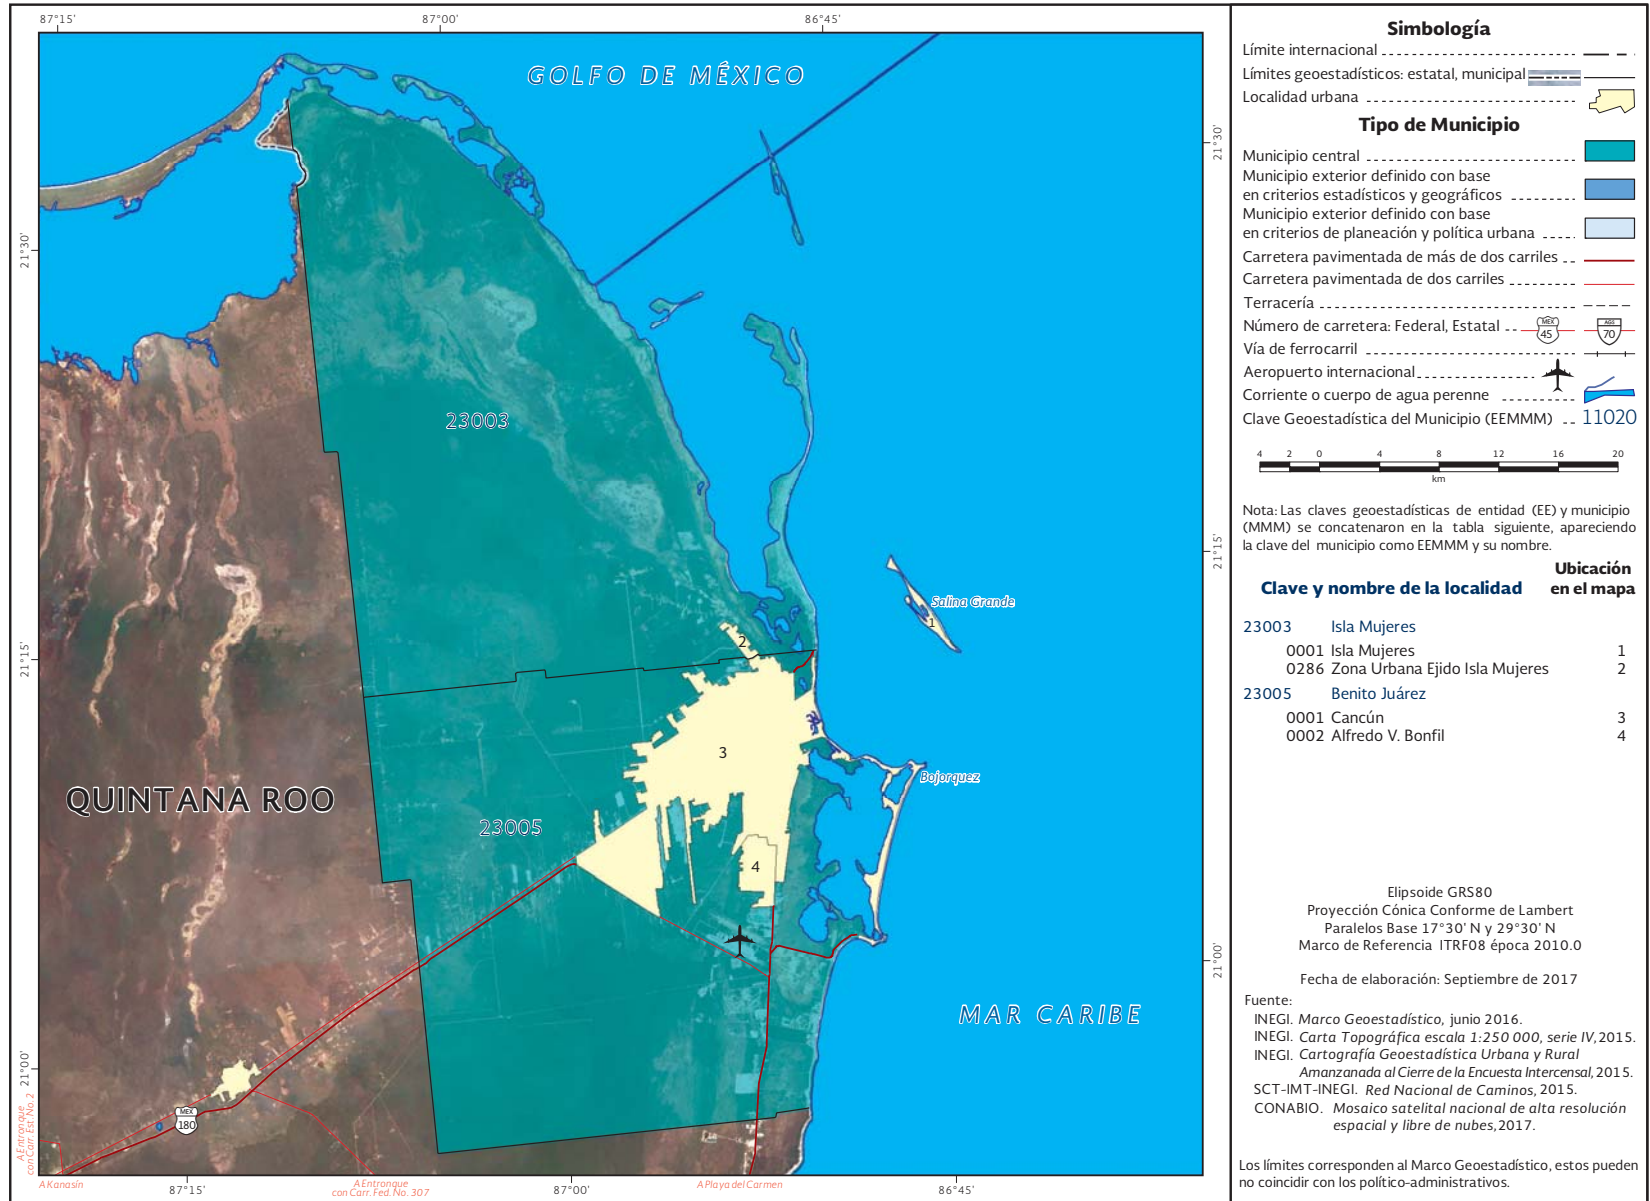 87°15'
87°00'
86°45'
GOLFO DE MÉXICO
21°30'
21°30'
23003
21°15'
Salina Grande
1
2
21°15'
3
Bojorquez
QUINTANA ROO
23005
4
21°00'
MAR CARIBE
21°00'
MEX
180
A Entronque
con Carr. Est. No. 2
A Kanasín
87°15'
A Entronque
con Carr. Fed. No. 307
87°00'
A Playa del Carmen
86°45'
Simbología
Límite internacional
Límites geoestadísticos: estatal, municipal
Localidad urbana
Tipo de Municipio
Municipio central
Municipio exterior definido con base
en criterios estadísticos y geográficos
Municipio exterior definido con base
en criterios de planeación y política urbana
Carretera pavimentada de más de dos carriles
Carretera pavimentada de dos carriles
Terracería
Número de carretera: Federal, Estatal MEX 45 AGS 70
Vía de ferrocarril
Aeropuerto internacional
Corriente o cuerpo de agua perenne
Clave Geoestadística del Municipio (EEMMM) 11020
4 2 0 4 8 12 16 20
km
Nota: Las claves geoestadísticas de entidad (EE) y municipio
(MMM) se concatenaron en la tabla siguiente, apareciendo
la clave del municipio como EEMMM y su nombre.
Clave y nombre de la localidad
Ubicación
en el mapa
23003 Isla Mujeres
0001 Isla Mujeres 1
0286 Zona Urbana Ejido Isla Mujeres 2
23005 Benito Juárez
0001 Cancún 3
0002 Alfredo V. Bonfil 4
Elipsoide GRS80
Proyección Cónica Conforme de Lambert
Paralelos Base 17°30' N y 29°30' N
Marco de Referencia ITRF08 época 2010.0
Fecha de elaboración: Septiembre de 2017
Fuente:
INEGI. Marco Geoestadístico, junio 2016.
INEGI. Carta Topográfica escala 1:250 000, serie IV, 2015.
INEGI. Cartografía Geoestadística Urbana y Rural
Amanzanada al Cierre de la Encuesta Intercensal, 2015.
SCT-IMT-INEGI. Red Nacional de Caminos, 2015.
CONABIO. Mosaico satelital nacional de alta resolución
espacial y libre de nubes, 2017.
Los límites corresponden al Marco Geoestadístico, estos pueden
no coincidir con los político-administrativos.